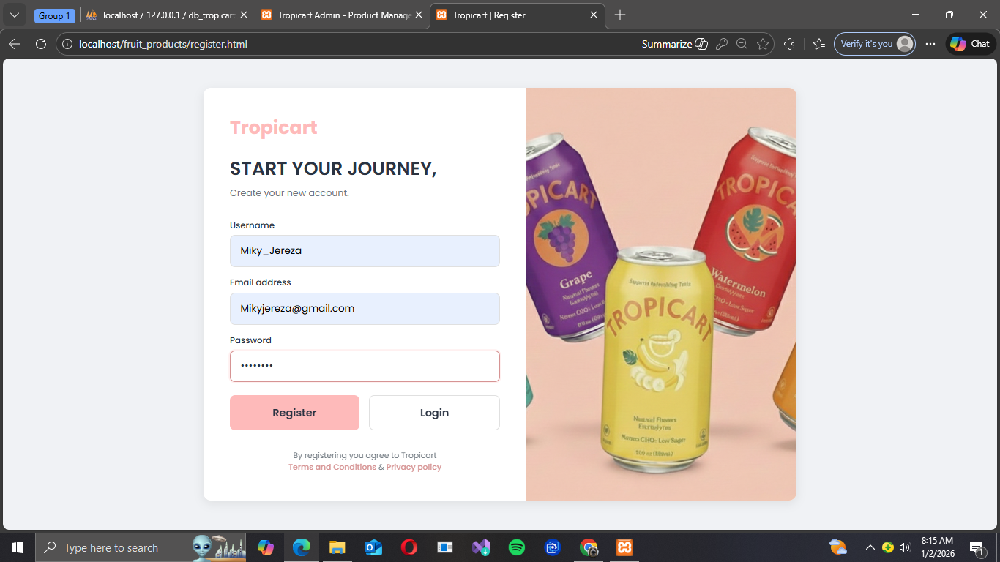 Group 1
localhost / 127.0.0.1 / db_tropicart
Tropicart Admin - Product Manage
Tropicart | Register
localhost/fruit_products/register.html
Summarize
Verify it's you
Chat
Tropicart
START YOUR JOURNEY,
Create your new account.
Username
Miky_Jereza
Email address
Mikyjereza@gmail.com
Password
••••••••
Register
Login
By registering you agree to Tropicart
Terms and Conditions & Privacy policy
PICART
Grape
Natural Flavors
TROPICART
Watermelon
TROPICART
Natural Flavers
Type here to search
8:15 AM
1/2/2026
1